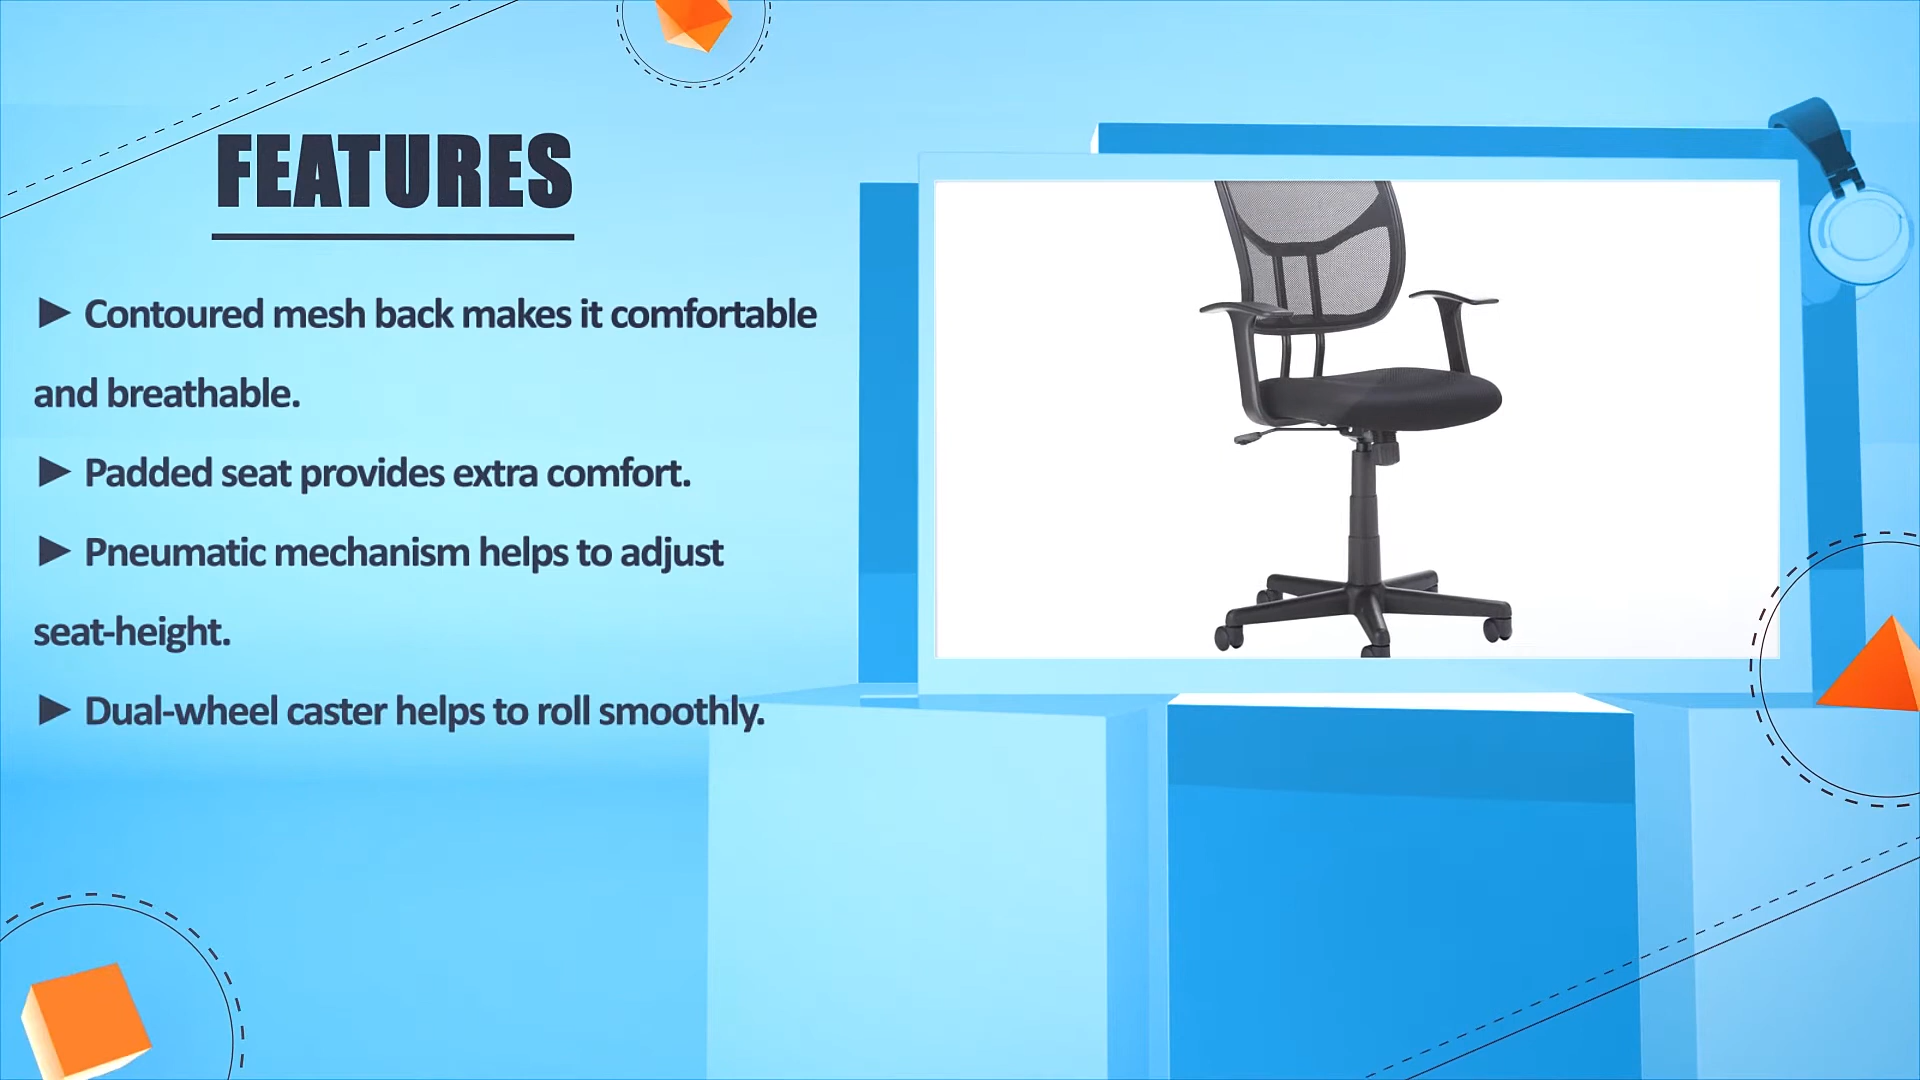 FEATURES
► Contoured mesh back makes it comfortable
and breathable.
► Padded seat provides extra comfort.
► Pneumatic mechanism helps to adjust
seat-height.
► Dual-wheel caster helps to roll smoothly.